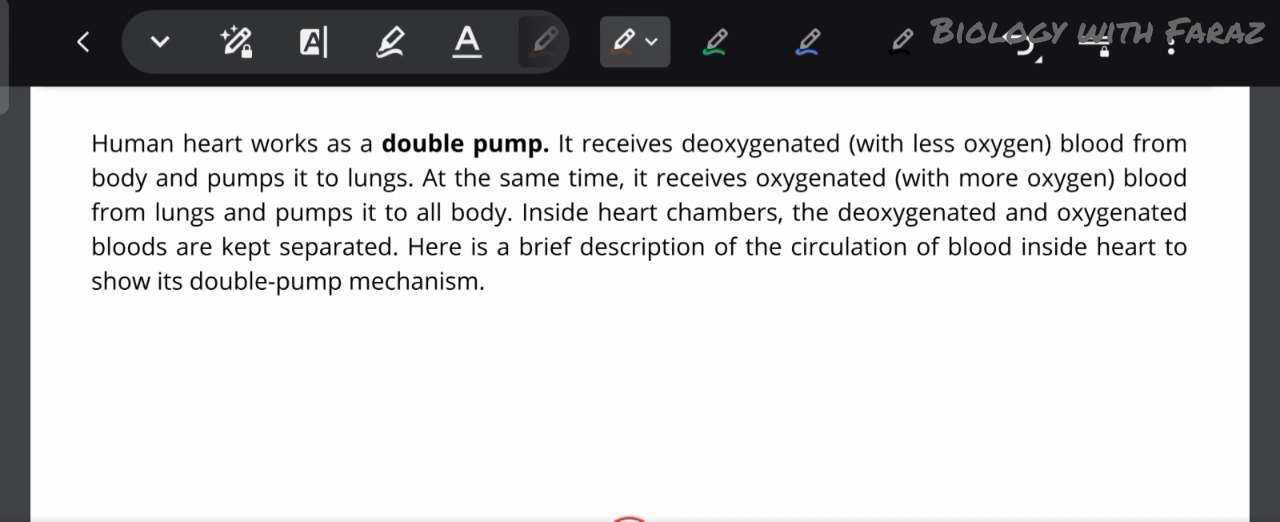 BIOLOGY WITH FARAZ
Human heart works as a double pump. It receives deoxygenated (with less oxygen) blood from
body and pumps it to lungs. At the same time, it receives oxygenated (with more oxygen) blood
from lungs and pumps it to all body. Inside heart chambers, the deoxygenated and oxygenated
bloods are kept separated. Here is a brief description of the circulation of blood inside heart to
show its double-pump mechanism.